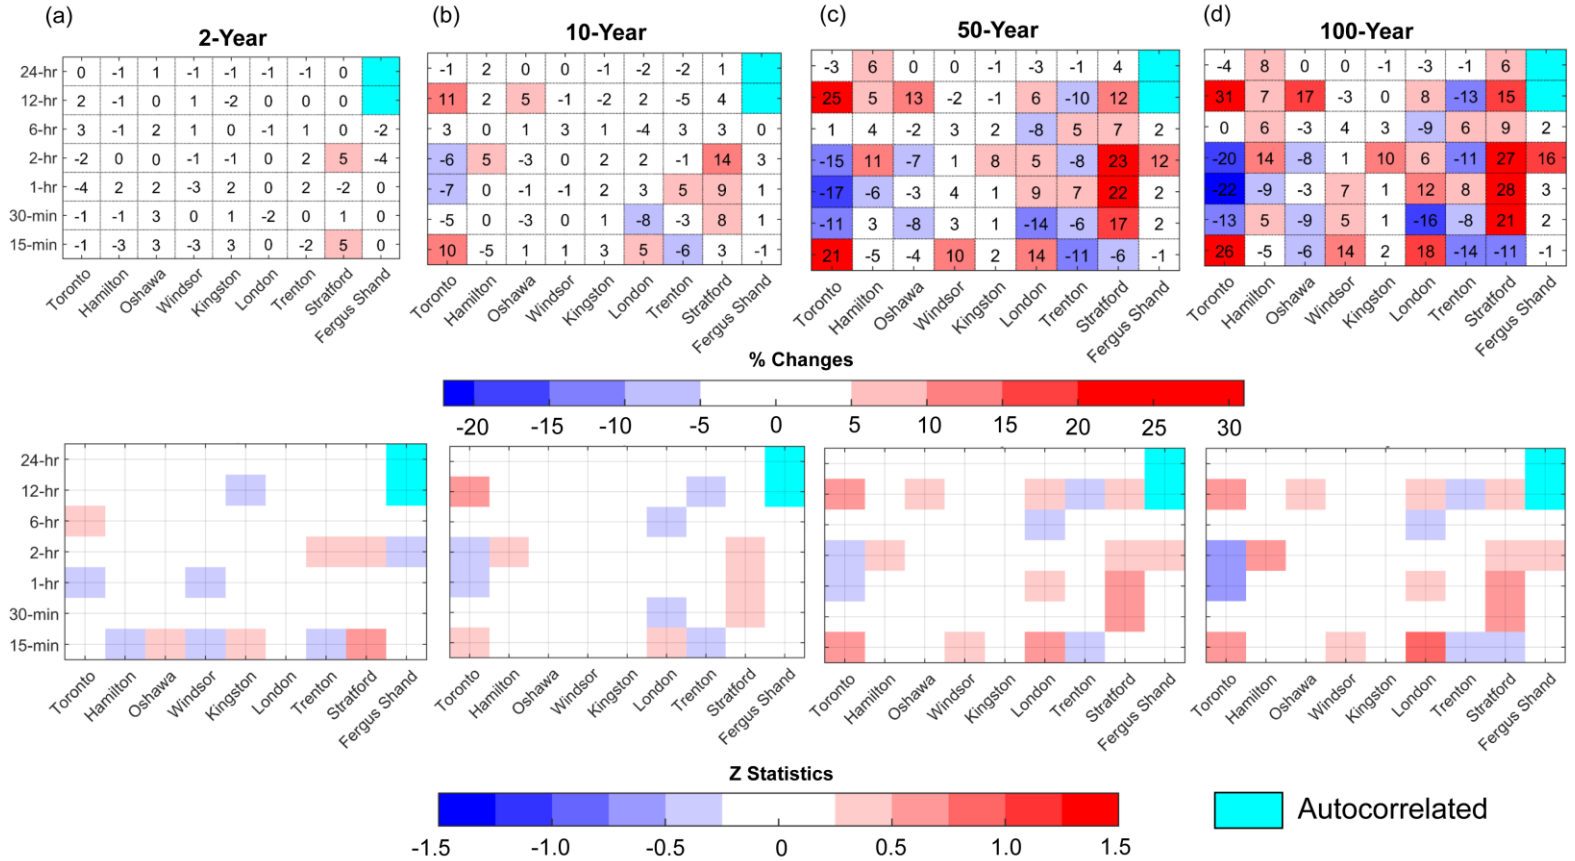 (a)
(b)
(c)
(d)
2-Year
10-Year
50-Year
100-Year
24-hr 0 -1 1 -1 -1 -1 -1 0
12-hr 2 -1 0 1 -2 0 0 0
6-hr 3 -1 2 1 0 -1 1 0 -2
2-hr -2 0 0 -1 -1 0 2 5 -4
1-hr -4 2 2 -3 2 0 2 -2 0
30-min -1 -1 3 0 1 -2 0 1 0
15-min -1 -3 3 -3 3 0 -2 5 0
Toronto Hamilton Oshawa Windsor Kingston London Trenton Stratford Fergus Shand
-1 2 0 0 -1 -2 -2 1
11 2 5 -1 -2 2 -5 4
3 0 1 3 1 -4 3 3 0
-6 5 -3 0 2 2 -1 14 3
-7 0 -1 -1 2 3 5 9 1
-5 0 -3 0 1 -8 -3 8 1
10 -5 1 1 3 5 -6 3 -1
Toronto Hamilton Oshawa Windsor Kingston London Trenton Stratford Fergus Shand
-3 6 0 0 -1 -3 -1 4
25 5 13 -2 -1 6 -10 12
1 4 -2 3 2 -8 5 7 2
-15 11 -7 1 8 5 -8 23 12
-17 -6 -3 4 1 9 7 22 2
-11 3 -8 3 1 -14 -6 17 2
21 -5 -4 10 2 14 -11 -6 -1
Toronto Hamilton Oshawa Windsor Kingston London Trenton Stratford Fergus Shand
-4 8 0 0 -1 -3 -1 6
31 7 17 -3 0 8 -13 15
0 6 -3 4 3 -9 6 9 2
-20 14 -8 1 10 6 -11 27 16
-22 -9 -3 7 1 12 8 28 3
-13 5 -9 5 1 -16 -8 21 2
26 -5 -6 14 2 18 -14 -11 -1
Toronto Hamilton Oshawa Windsor Kingston London Trenton Stratford Fergus Shand
% Changes
-20 -15 -10 -5 0 5 10 15 20 25 30
24-hr
12-hr
6-hr
2-hr
1-hr
30-min
15-min
Toronto Hamilton Oshawa Windsor Kingston London Trenton Stratford Fergus Shand
Toronto Hamilton Oshawa Windsor Kingston London Trenton Stratford Fergus Shand
Toronto Hamilton Oshawa Windsor Kingston London Trenton Stratford Fergus Shand
Toronto Hamilton Oshawa Windsor Kingston London Trenton Stratford Fergus Shand
Z Statistics
-1.5 -1.0 -0.5 0 0.5 1.0 1.5
Autocorrelated